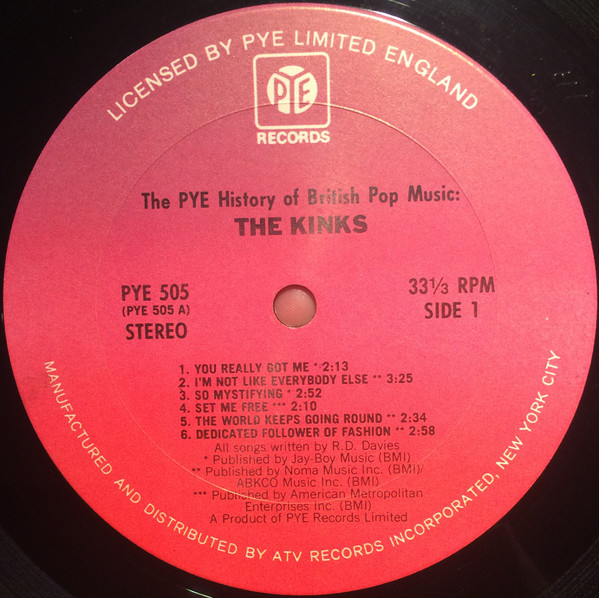 LICENSED BY PYE LIMITED ENGLAND
PYE
RECORDS
The PYE History of British Pop Music:
THE KINKS
PYE 505
(PYE 505 A)
STEREO
33⅓ RPM
SIDE 1
1. YOU REALLY GOT ME * 2:13
2. I'M NOT LIKE EVERYBODY ELSE ** 3:25
3. SO MYSTIFYING * 2:52
4. SET ME FREE *** 2:10
5. THE WORLD KEEPS GOING ROUND ** 2:34
6. DEDICATED FOLLOWER OF FASHION ** 2:58
All songs written by R.D. Davies
* Published by Jay-Boy Music (BMI)
** Published by Noma Music Inc. (BMI)/
ABKCO Music Inc. (BMI)
*** Published by American Metropolitan
Enterprises Inc. (BMI)
A Product of PYE Records Limited
MANUFACTURED AND DISTRIBUTED BY ATV RECORDS INCORPORATED, NEW YORK CITY